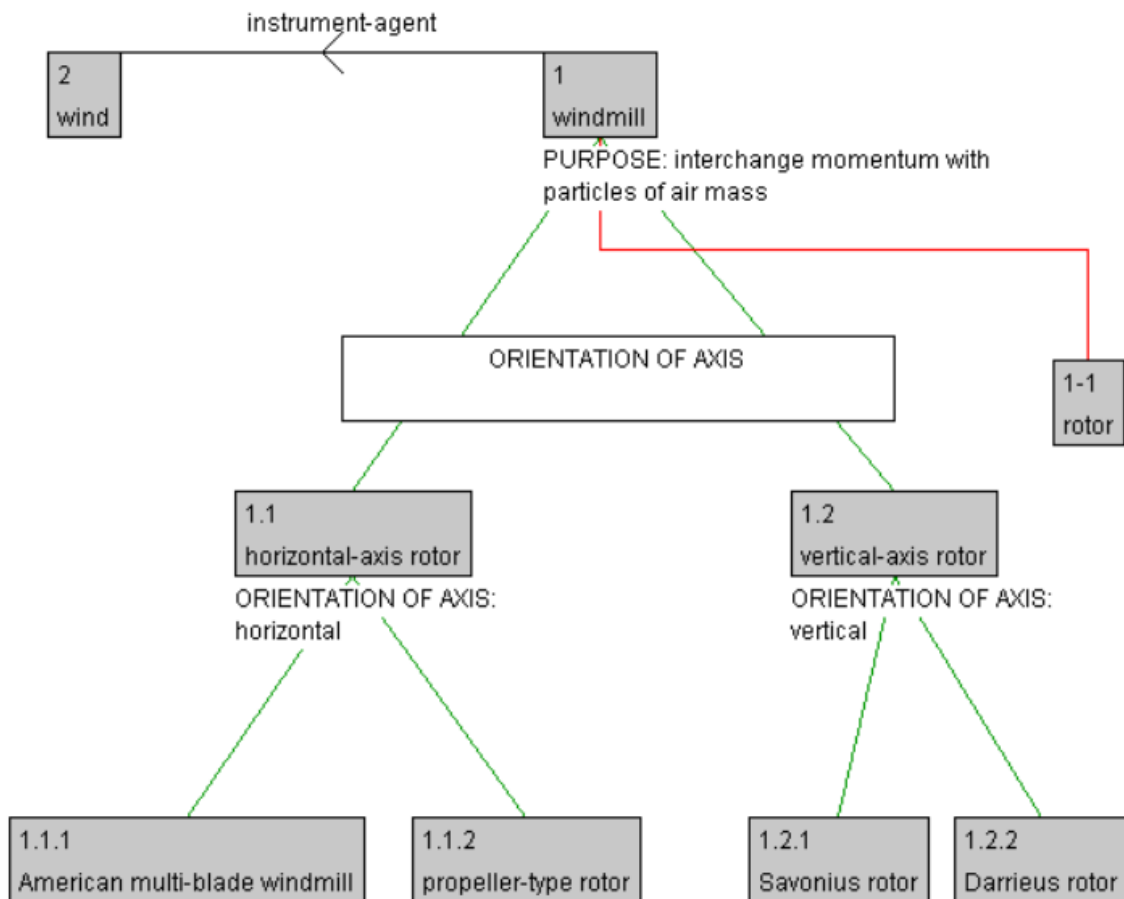 instrument-agent
2
wind
1
windmill
PURPOSE: interchange momentum with
particles of air mass
ORIENTATION OF AXIS
1-1
rotor
1.1
horizontal-axis rotor
ORIENTATION OF AXIS:
horizontal
1.2
vertical-axis rotor
ORIENTATION OF AXIS:
vertical
1.1.1
American multi-blade windmill
1.1.2
propeller-type rotor
1.2.1
Savonius rotor
1.2.2
Darrieus rotor